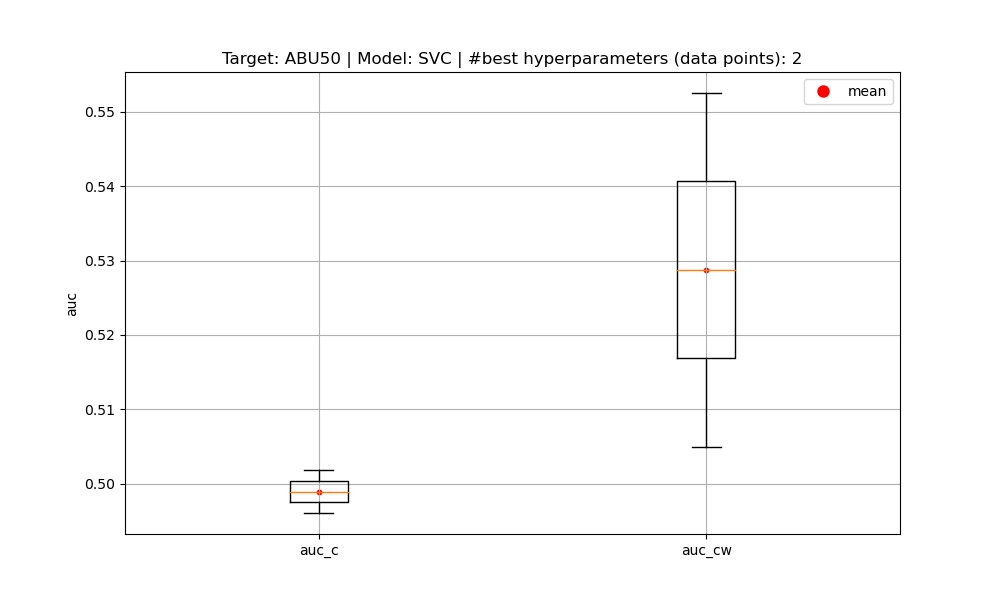 Target: ABU50 | Model: SVC | #best hyperparameters (data points): 2
mean
0.55
0.54
0.53
0.52
0.51
0.50
auc
auc_c
auc_cw